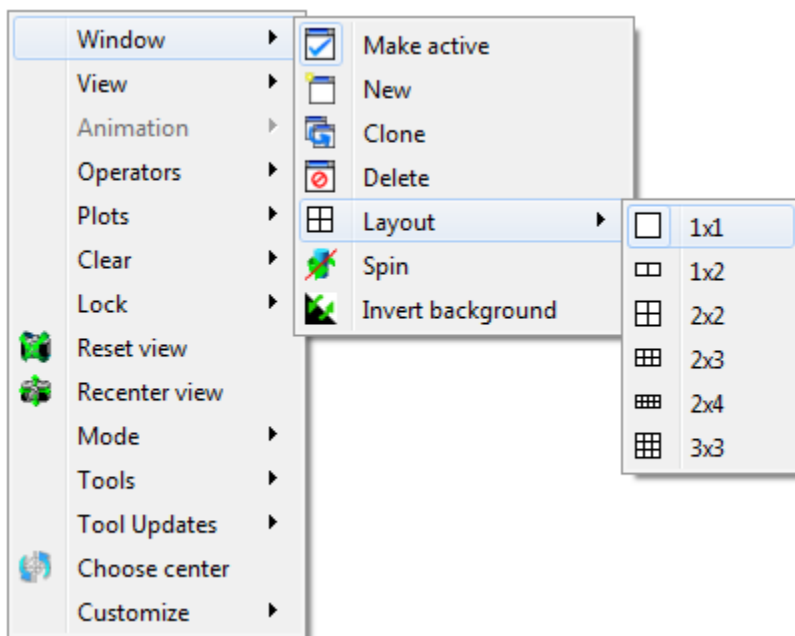 Window
View
Animation
Operators
Plots
Clear
Lock
Reset view
Recenter view
Mode
Tools
Tool Updates
Choose center
Customize
Make active
New
Clone
Delete
Layout
Spin
Invert background
1x1
1x2
2x2
2x3
2x4
3x3